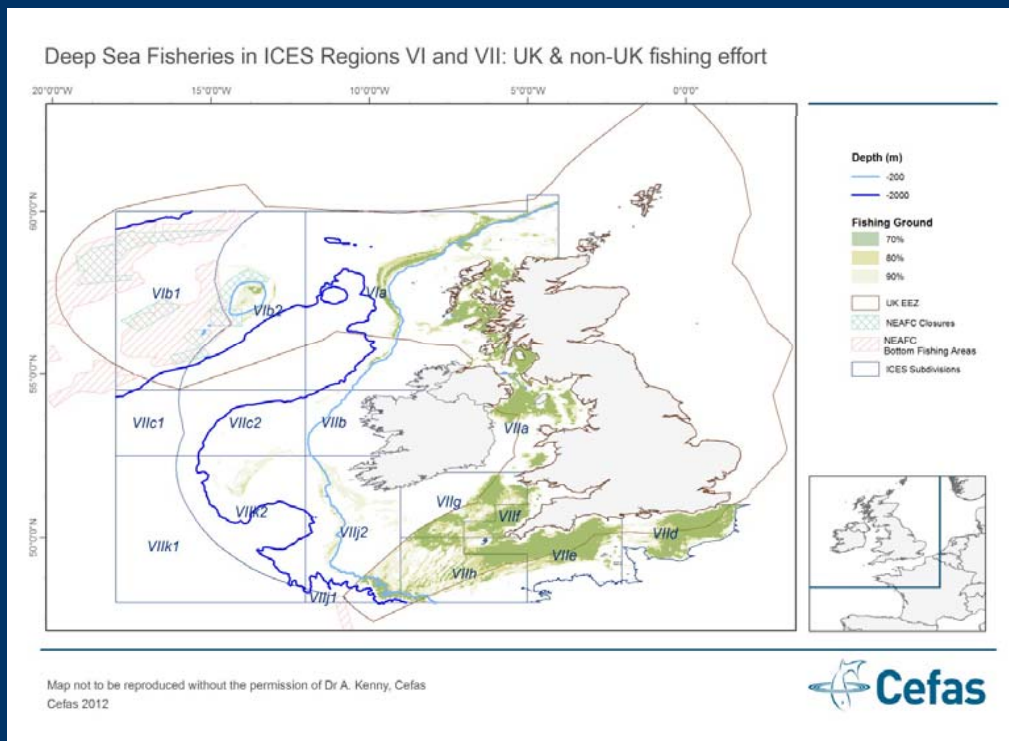 Deep Sea Fisheries in ICES Regions VI and VII: UK & non-UK fishing effort
20°0'0"W
15°0'0"W
10°0'0"W
5°0'0"W
0°0'0"
60°0'0"N
55°0'0"N
50°0'0"N
VIb1
VIb2
VIa
VIIc1
VIIc2
VIIb
VIIa
VIIg
VIIf
VIIk2
VIIk1
VIIj2
VIIj1
VIIh
VIIe
VIId
Depth (m)
-200
-2000
Fishing Ground
70%
80%
90%
UK EEZ
NEAFC Closures
NEAFC
Bottom Fishing Areas
ICES Subdivisions
Map not to be reproduced without the permission of Dr A. Kenny, Cefas
Cefas 2012
Cefas